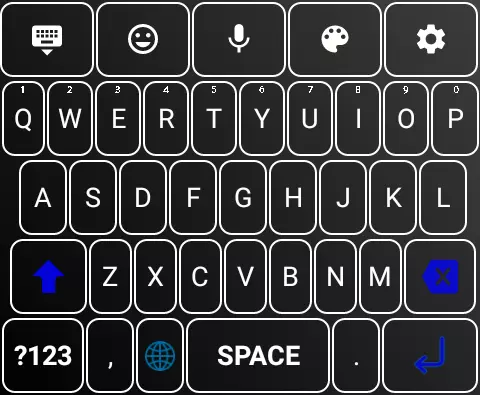 1 2 3 4 5 6 7 8 9 0
Q W E R T Y U I O P
A S D F G H J K L
Z X C V B N M
?123 , SPACE .